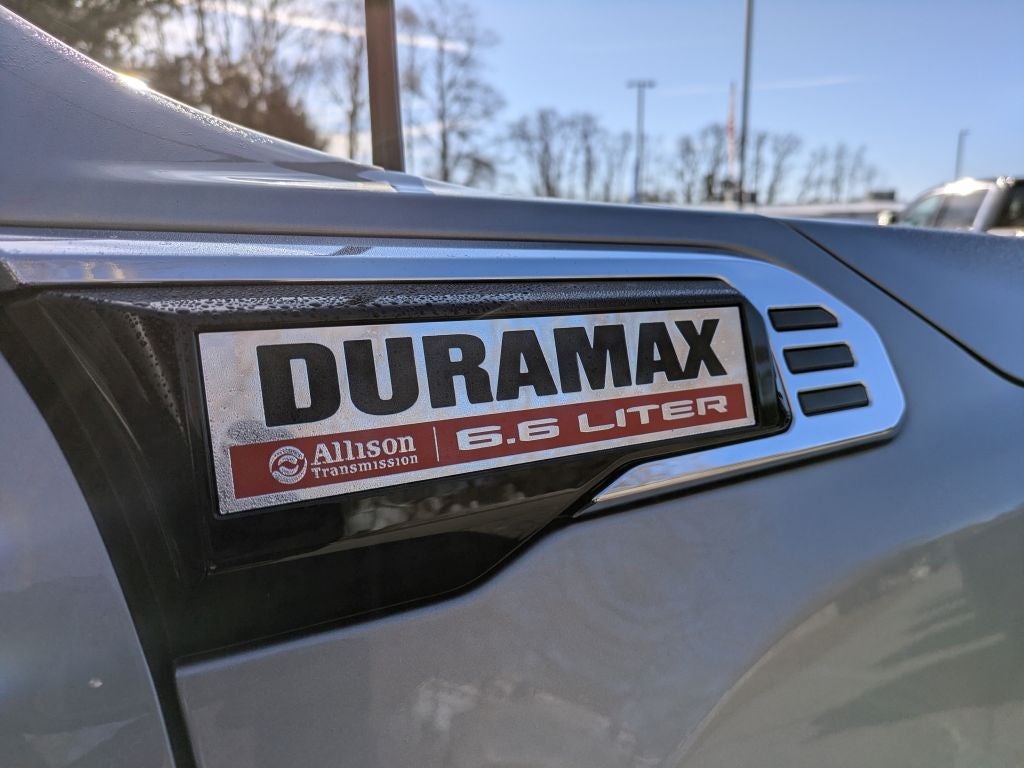 DURAMAX
Allison
Transmission
6.6 LITER